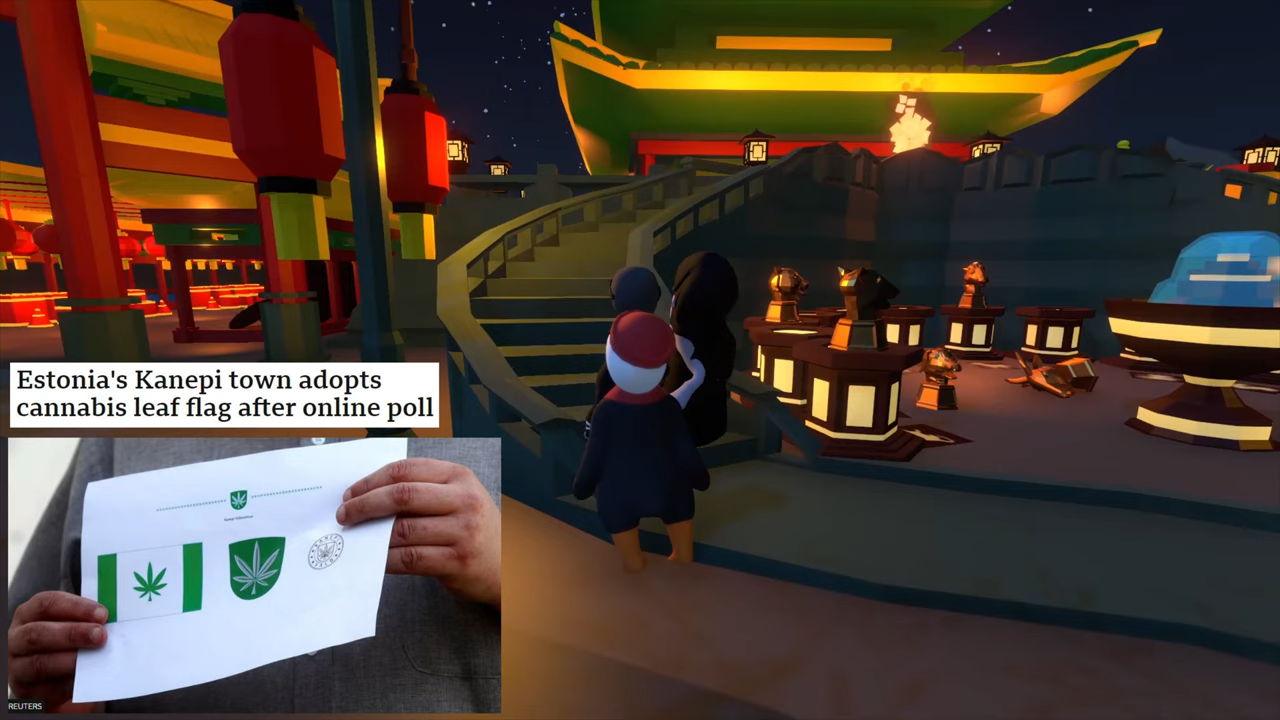 Estonia's Kanepi town adopts
cannabis leaf flag after online poll
REUTERS